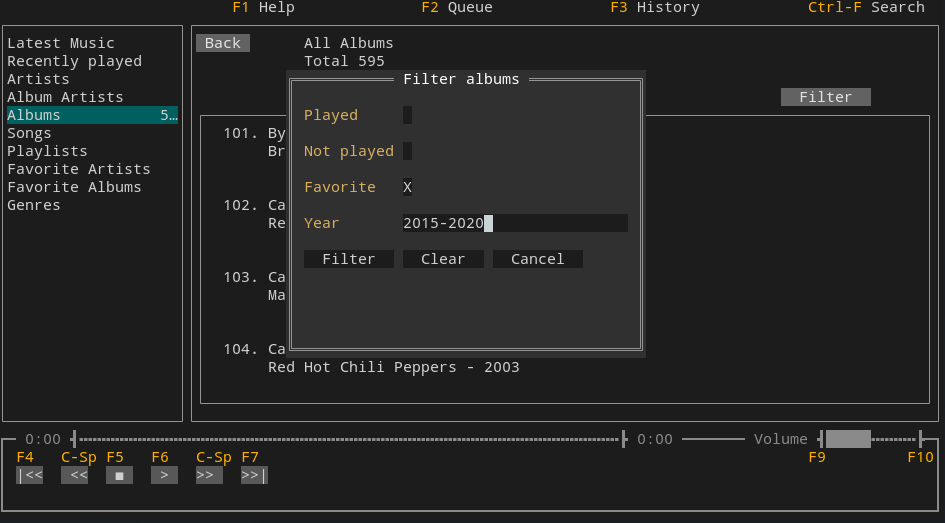 F1 Help F2 Queue F3 History Ctrl-F Search
Latest Music
Recently played
Artists
Album Artists
Albums 5…
Songs
Playlists
Favorite Artists
Favorite Albums
Genres
Back All Albums
Total 595
Filter
101. By
Br
102. Ca
Re
103. Ca
Ma
104. Ca
Red Hot Chili Peppers - 2003
Filter albums
Played
Not played
Favorite X
Year 2015-2020
Filter Clear Cancel
0:00 0:00 Volume
F4 C-Sp F5 F6 C-Sp F7 F9 F10
|<< << ■ > >> >>|